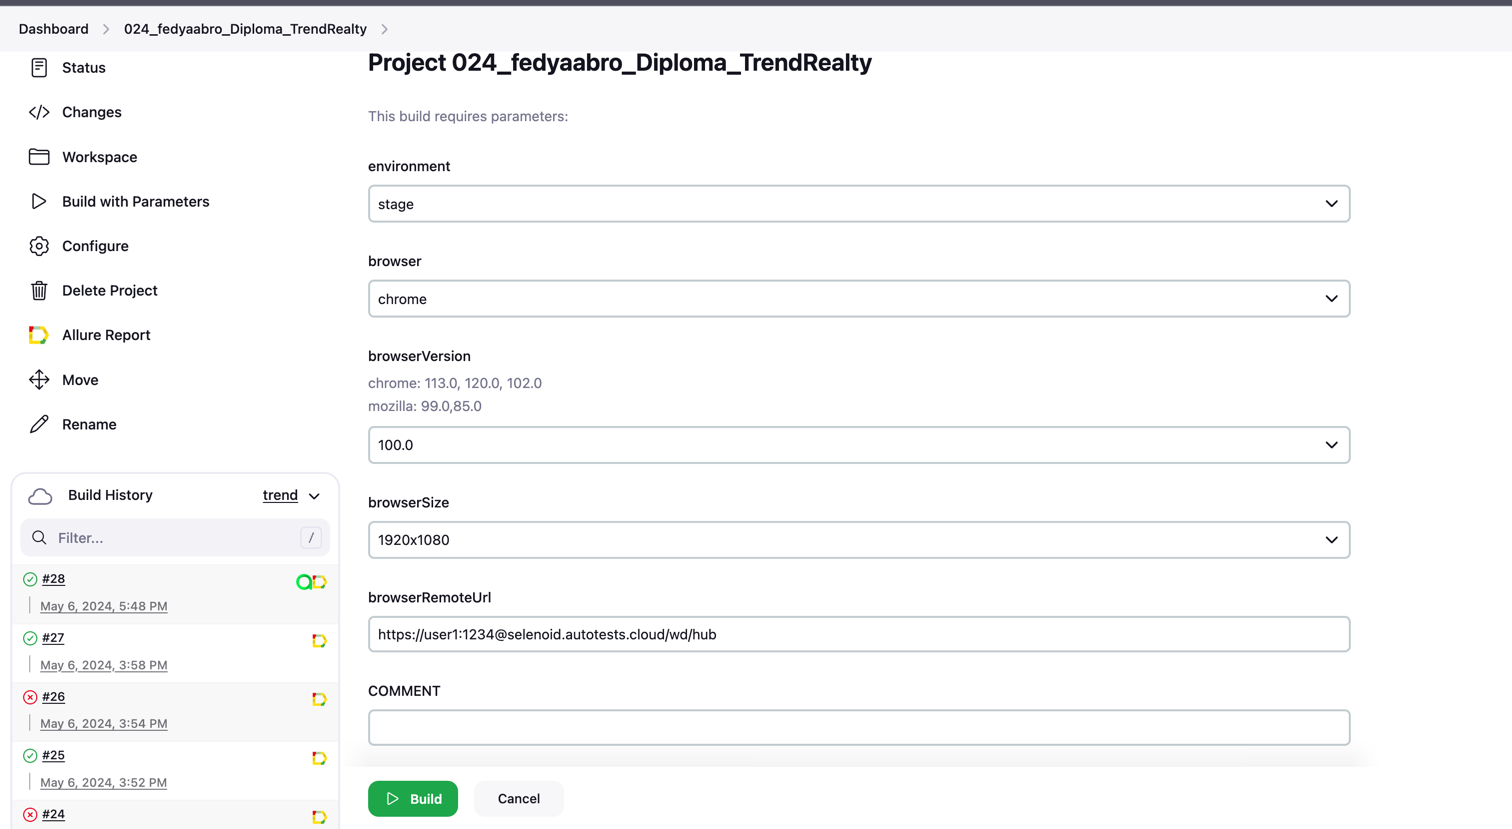 Dashboard
024_fedyaabro_Diploma_TrendRealty
Status
Changes
Workspace
Build with Parameters
Configure
Delete Project
Allure Report
Move
Rename
Build History
trend
Filter...
/
#28
May 6, 2024, 5:48 PM
#27
May 6, 2024, 3:58 PM
#26
May 6, 2024, 3:54 PM
#25
May 6, 2024, 3:52 PM
#24
Project 024_fedyaabro_Diploma_TrendRealty
This build requires parameters:
environment
stage
browser
chrome
browserVersion
chrome: 113.0, 120.0, 102.0
mozilla: 99.0,85.0
100.0
browserSize
1920x1080
browserRemoteUrl
https://user1:1234@selenoid.autotests.cloud/wd/hub
COMMENT
Build
Cancel